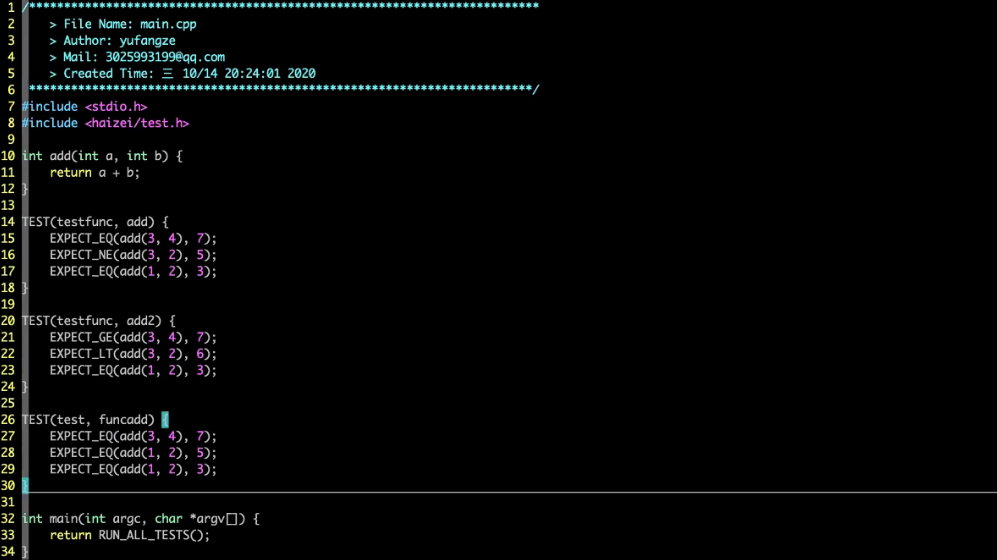 1 /*************************************************************************
2     > File Name: main.cpp
3     > Author: yufangze
4     > Mail: 3025993199@qq.com
5     > Created Time: 三 10/14 20:24:01 2020
6  ************************************************************************/
7 #include <stdio.h>
8 #include <haizei/test.h>
9
10 int add(int a, int b) {
11     return a + b;
12 }
13
14 TEST(testfunc, add) {
15     EXPECT_EQ(add(3, 4), 7);
16     EXPECT_NE(add(3, 2), 5);
17     EXPECT_EQ(add(1, 2), 3);
18 }
19
20 TEST(testfunc, add2) {
21     EXPECT_GE(add(3, 4), 7);
22     EXPECT_LT(add(3, 2), 6);
23     EXPECT_EQ(add(1, 2), 3);
24 }
25
26 TEST(test, funcadd) {
27     EXPECT_EQ(add(3, 4), 7);
28     EXPECT_EQ(add(1, 2), 5);
29     EXPECT_EQ(add(1, 2), 3);
30 }
31
32 int main(int argc, char *argv[]) {
33     return RUN_ALL_TESTS();
34 }